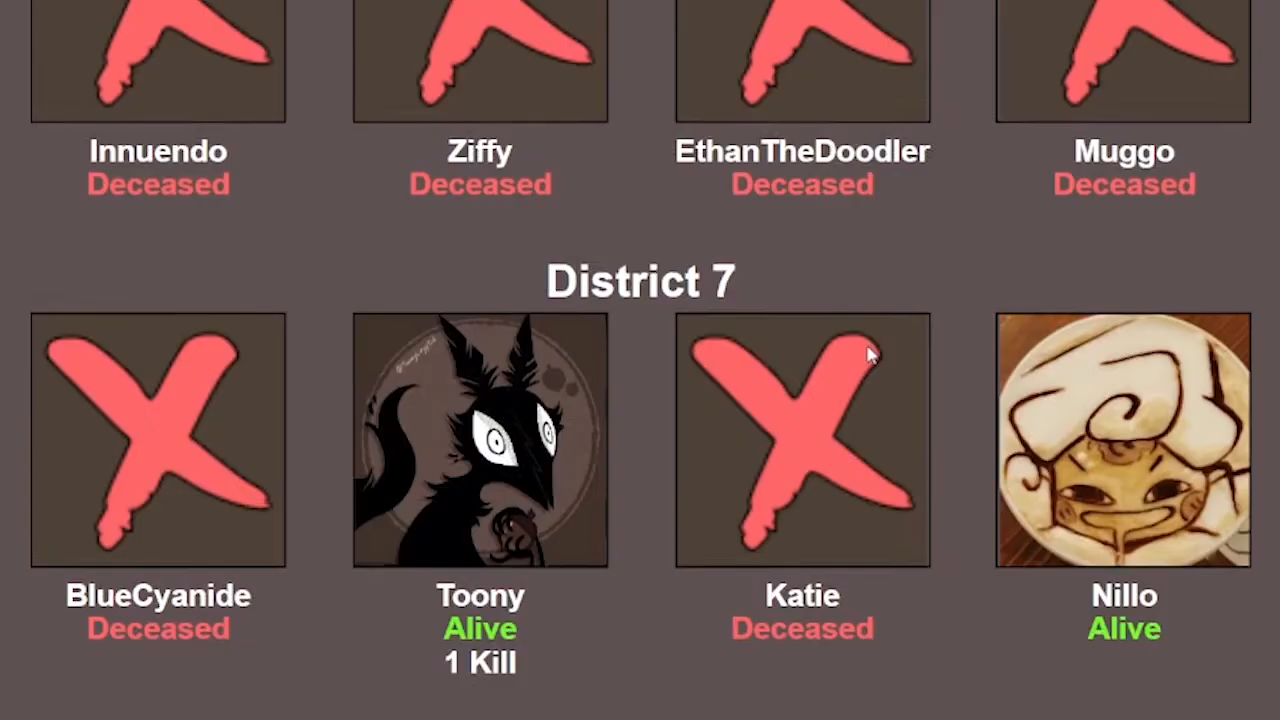 Innuendo
Deceased
Ziffy
Deceased
EthanTheDoodler
Deceased
Muggo
Deceased
District 7
BlueCyanide
Deceased
Toony
Alive
1 Kill
Katie
Deceased
Nillo
Alive